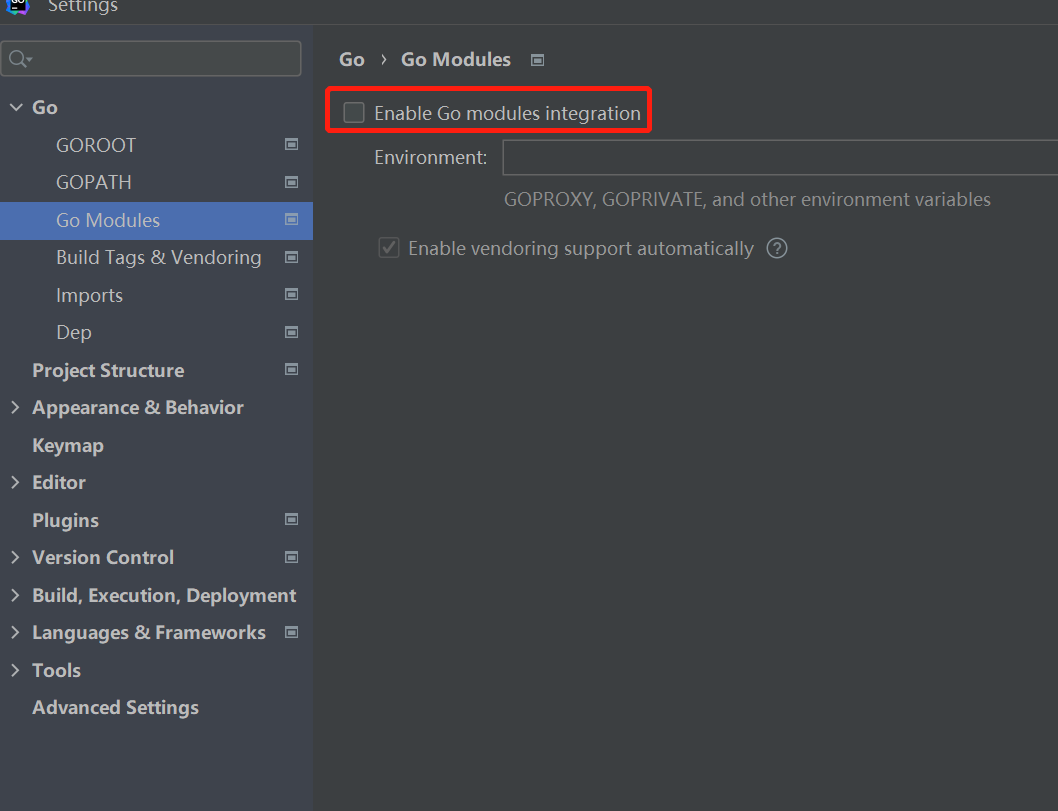 Settings
Go
GOROOT
GOPATH
Go Modules
Build Tags & Vendoring
Imports
Dep
Project Structure
Appearance & Behavior
Keymap
Editor
Plugins
Version Control
Build, Execution, Deployment
Languages & Frameworks
Tools
Advanced Settings
Go › Go Modules
Enable Go modules integration
Environment:
GOPROXY, GOPRIVATE, and other environment variables
Enable vendoring support automatically ?